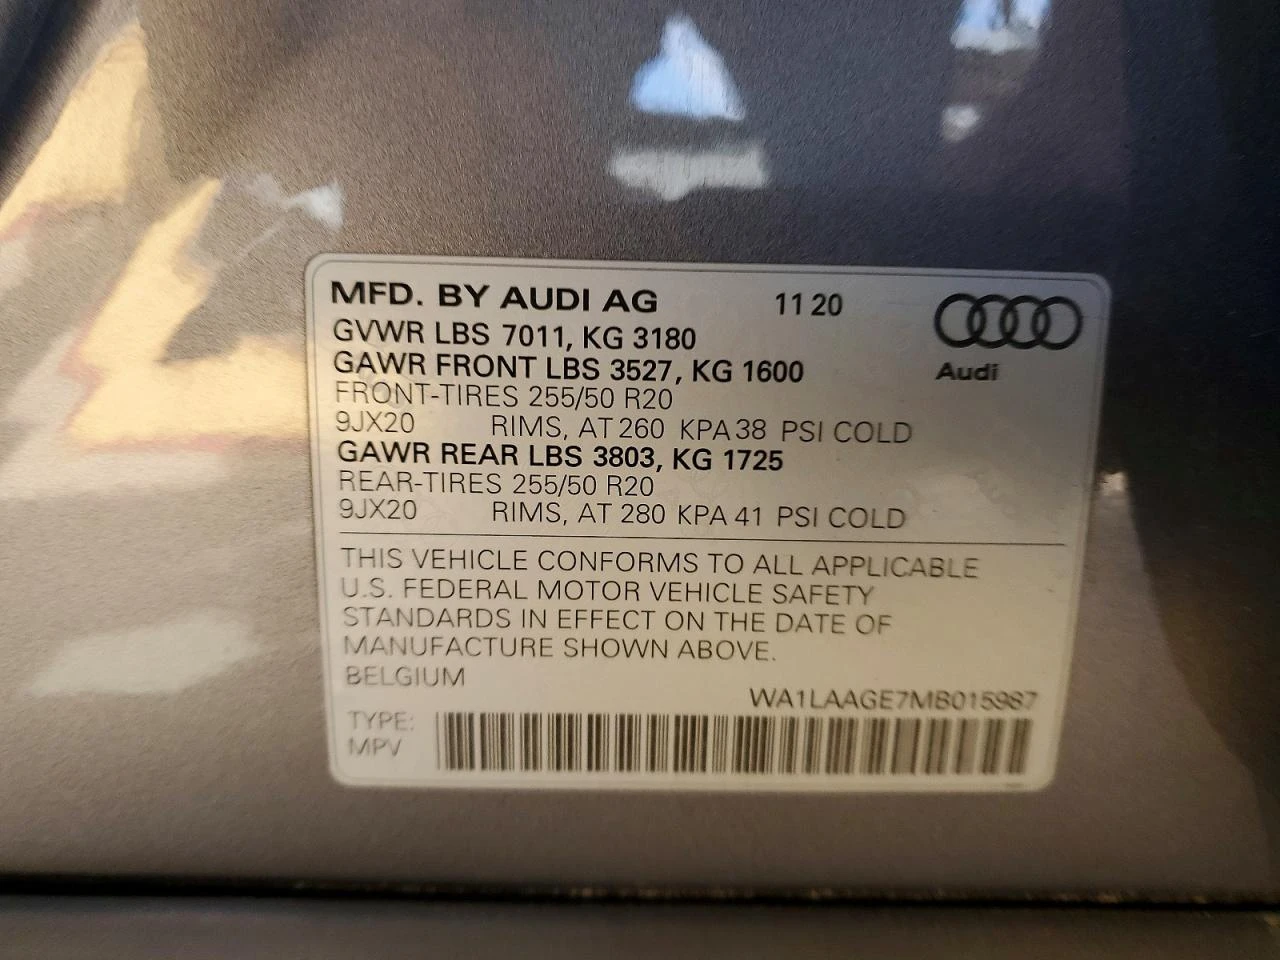 MFD. BY AUDI AG 11 20
GVWR LBS 7011, KG 3180
GAWR FRONT LBS 3527, KG 1600
Audi
FRONT-TIRES 255/50 R20
9JX20 RIMS, AT 260 KPA 38 PSI COLD
GAWR REAR LBS 3803, KG 1725
REAR-TIRES 255/50 R20
9JX20 RIMS, AT 280 KPA 41 PSI COLD
THIS VEHICLE CONFORMS TO ALL APPLICABLE
U.S. FEDERAL MOTOR VEHICLE SAFETY
STANDARDS IN EFFECT ON THE DATE OF
MANUFACTURE SHOWN ABOVE.
BELGIUM
WA1LAAGE7MB015987
TYPE:
MPV